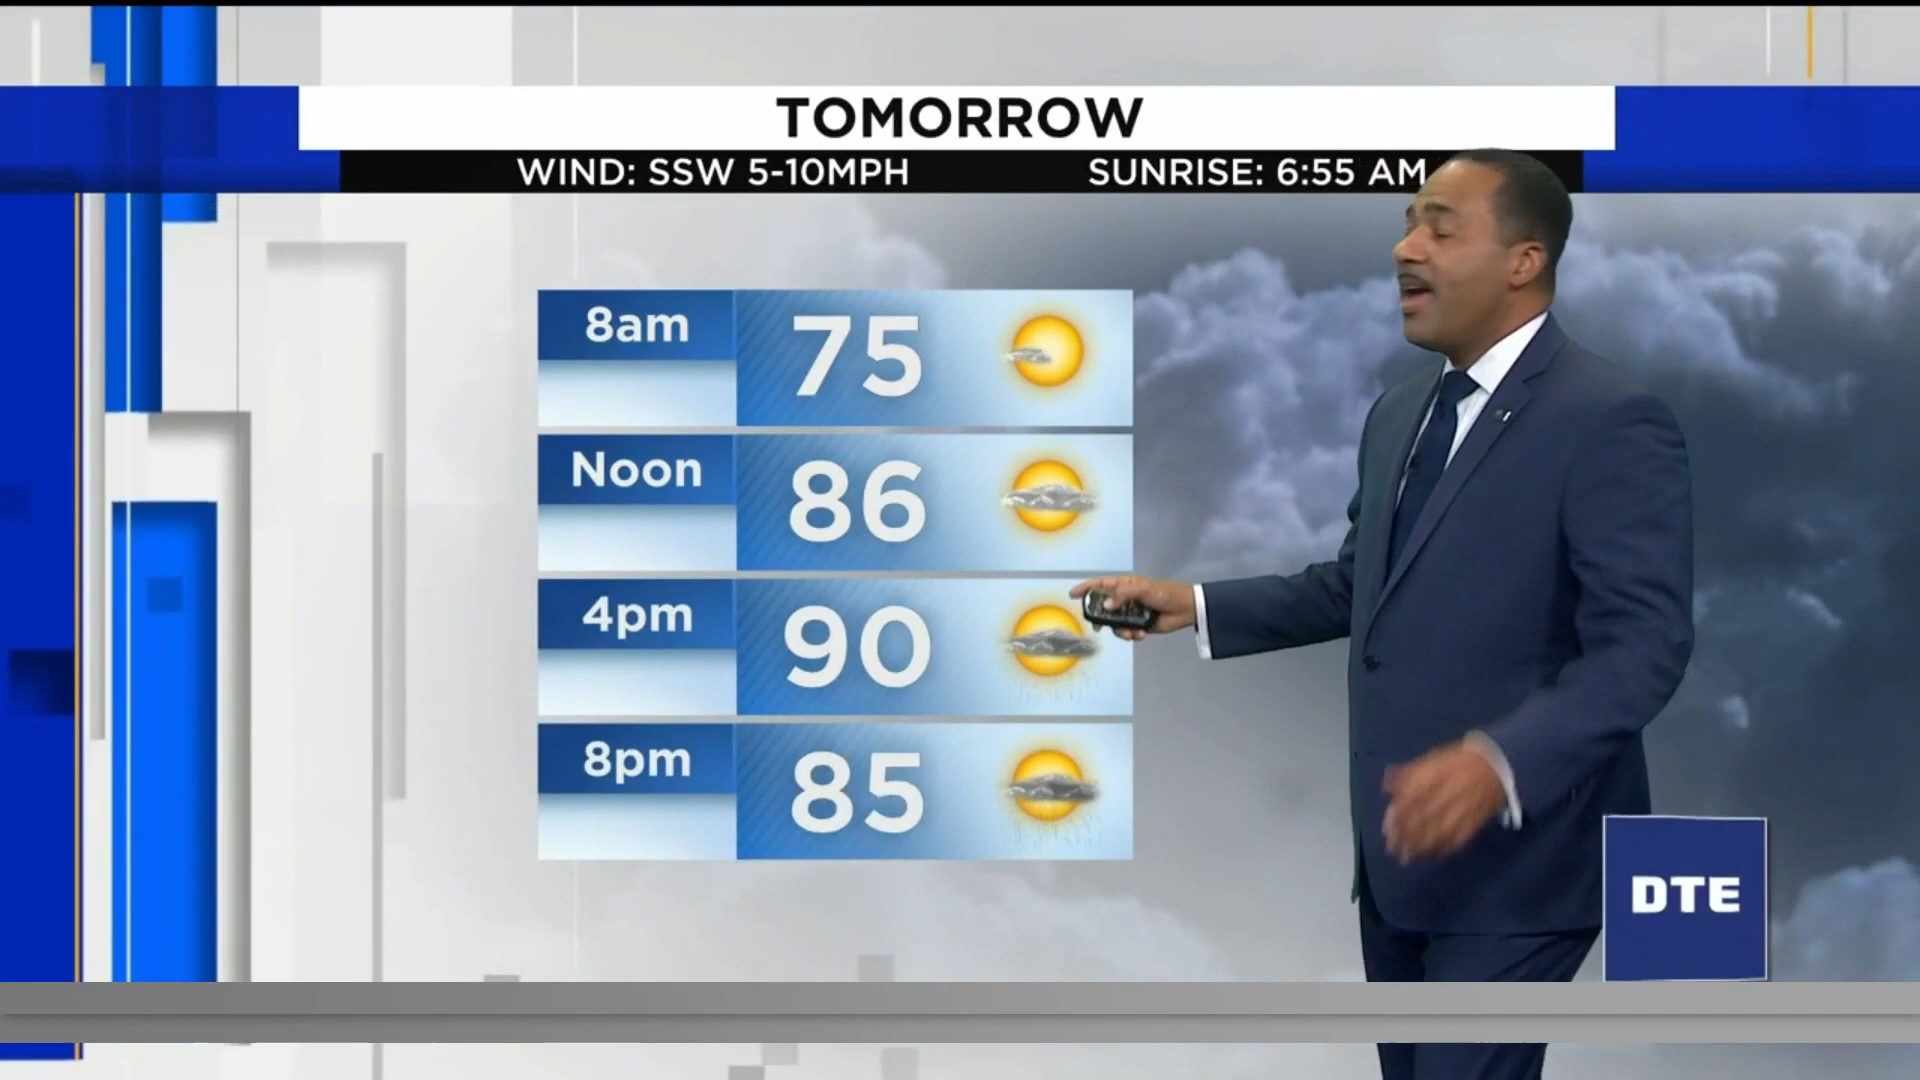 TOMORROW
WIND: SSW 5-10MPH SUNRISE: 6:55 AM
8am 75
Noon 86
4pm 90
8pm 85
DTE